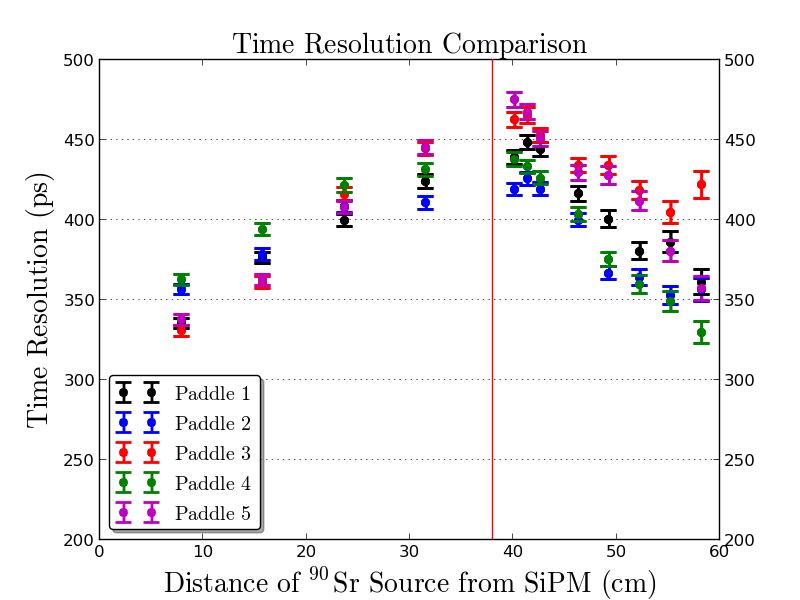 Time Resolution Comparison
500 500
450 450
400 400
350 350
300 300
250 250
200 200
Time Resolution (ps)
Paddle 1
Paddle 2
Paddle 3
Paddle 4
Paddle 5
0 10 20 30 40 50 60
Distance of ⁹⁰Sr Source from SiPM (cm)